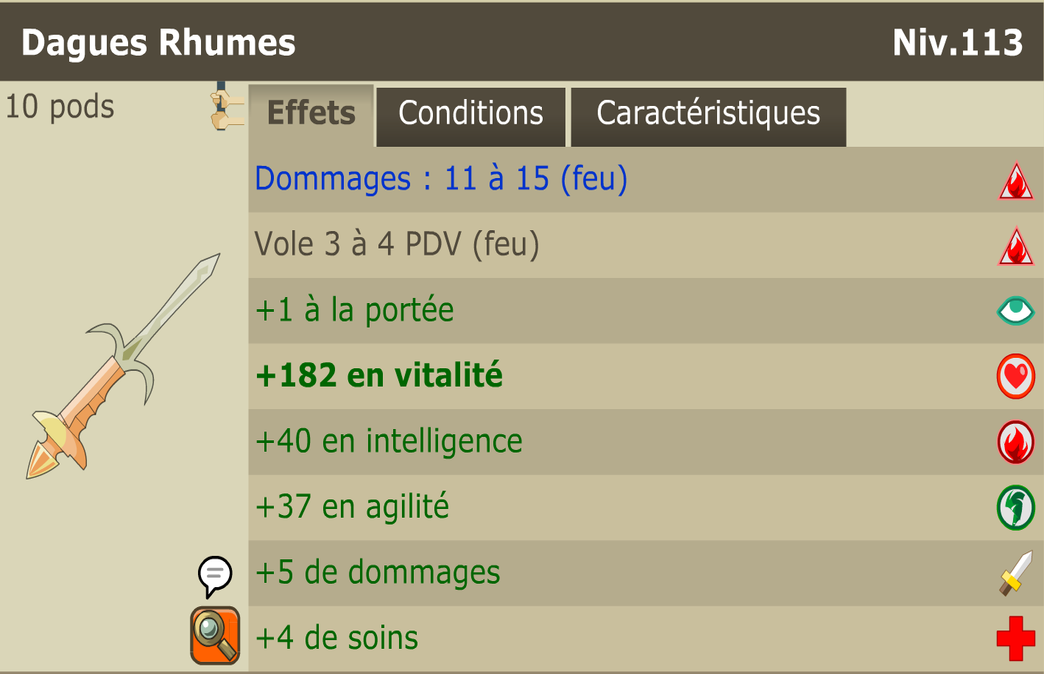 Dagues Rhumes
Niv.113
10 pods
Effets
Conditions
Caractéristiques
Dommages : 11 à 15 (feu)
Vole 3 à 4 PDV (feu)
+1 à la portée
+182 en vitalité
+40 en intelligence
+37 en agilité
+5 de dommages
+4 de soins